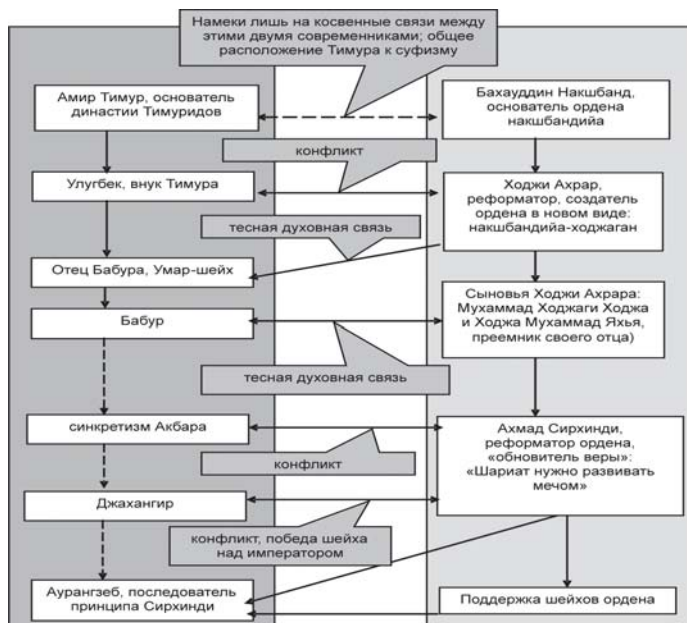 Намеки лишь на косвенные связи между
этими двумя современниками; общее
расположение Тимура к суфизму
Амир Тимур, основатель
династии Тимуридов
Бахауддин Накшбанд,
основатель ордена
накшбандийа
конфликт
Улугбек, внук Тимура
Ходжи Ахрар,
реформатор, создатель
ордена в новом виде:
накшбандийа-ходжаган
тесная духовная связь
Отец Бабура, Умар-шейх
Сыновья Ходжи Ахрара:
Мухаммад Ходжаги Ходжа
и Ходжа Мухаммад Яхья,
преемник своего отца)
Бабур
тесная духовная связь
синкретизм Акбара
Ахмад Сирхинди,
реформатор ордена,
«обновитель веры»:
«Шариат нужно развивать
мечом»
конфликт
Джахангир
конфликт, победа шейха
над императором
Аурангзеб, последователь
принципа Сирхинди
Поддержка шейхов ордена